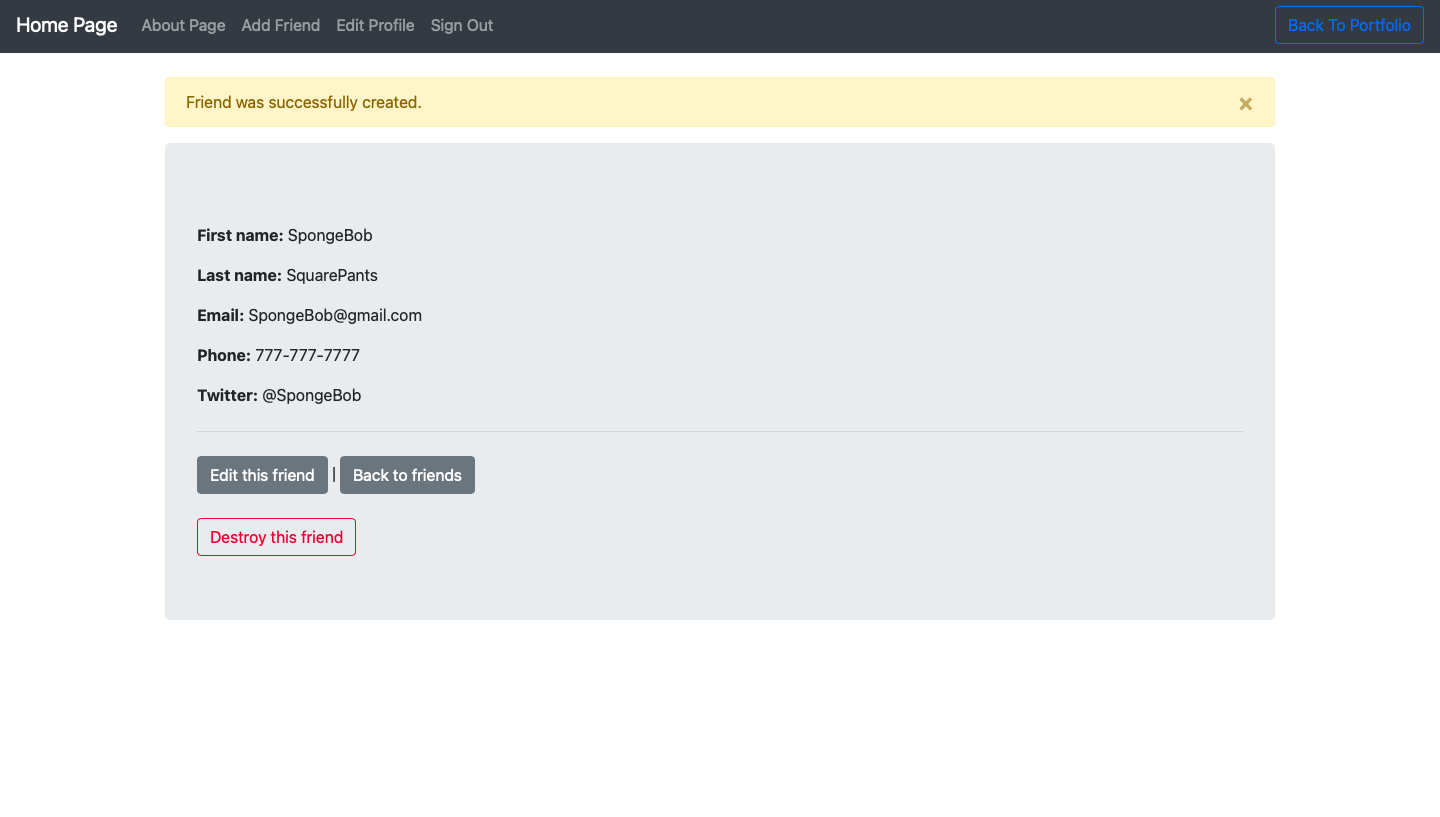 Home Page About Page Add Friend Edit Profile Sign Out Back To Portfolio
Friend was successfully created. ×
First name: SpongeBob
Last name: SquarePants
Email: SpongeBob@gmail.com
Phone: 777-777-7777
Twitter: @SpongeBob
Edit this friend | Back to friends
Destroy this friend